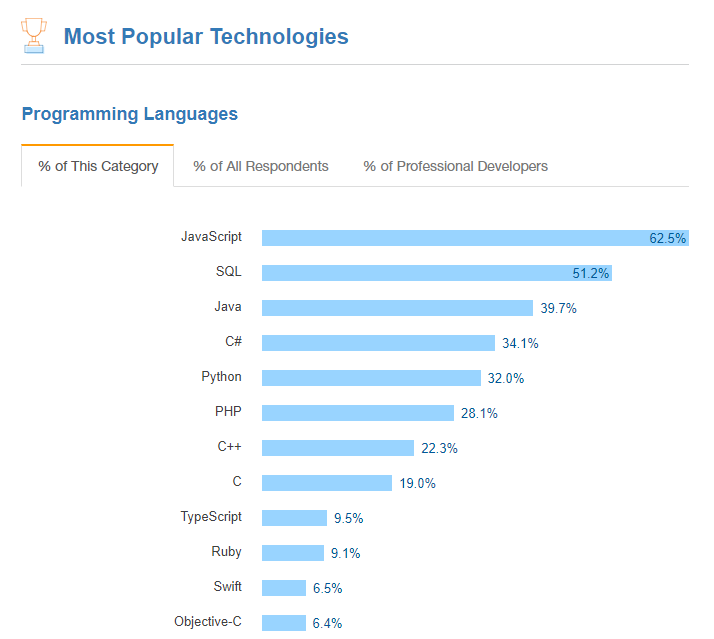 Most Popular Technologies
Programming Languages
% of This Category % of All Respondents % of Professional Developers
JavaScript 62.5%
SQL 51.2%
Java 39.7%
C# 34.1%
Python 32.0%
PHP 28.1%
C++ 22.3%
C 19.0%
TypeScript 9.5%
Ruby 9.1%
Swift 6.5%
Objective-C 6.4%